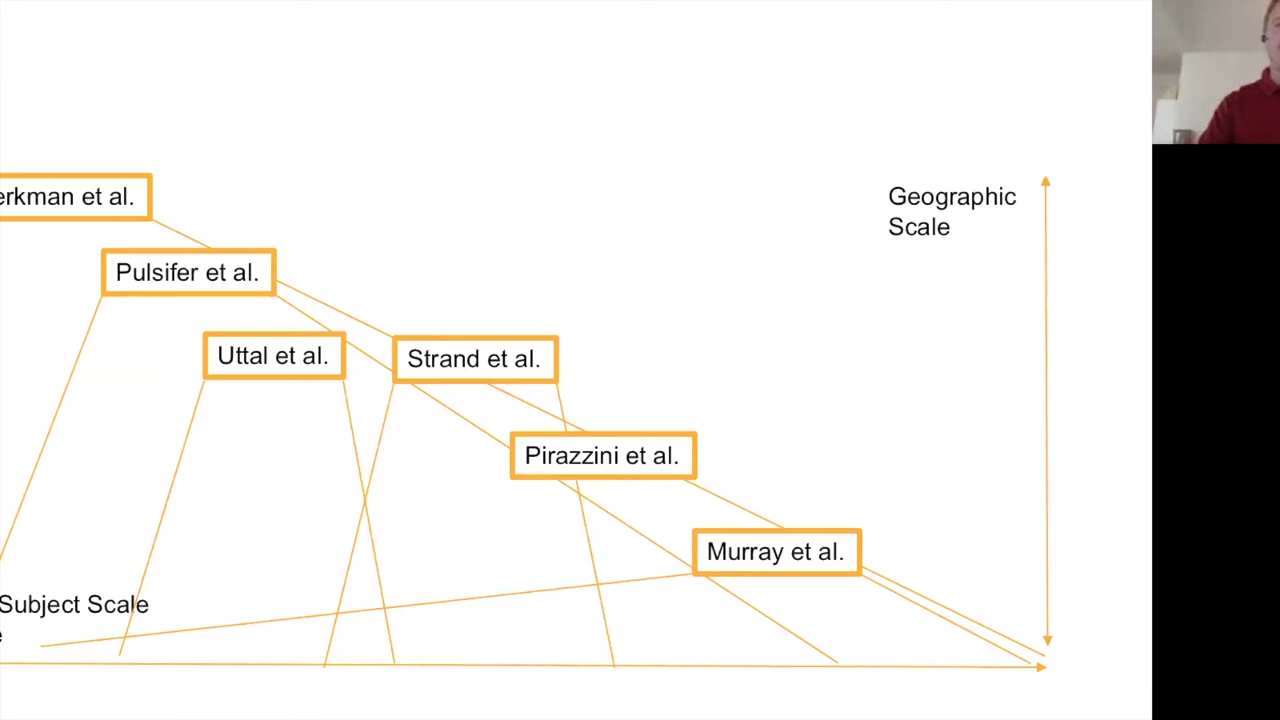 erkman et al.
Geographic
Scale
Pulsifer et al.
Uttal et al.
Strand et al.
Pirazzini et al.
Murray et al.
Subject Scale
e